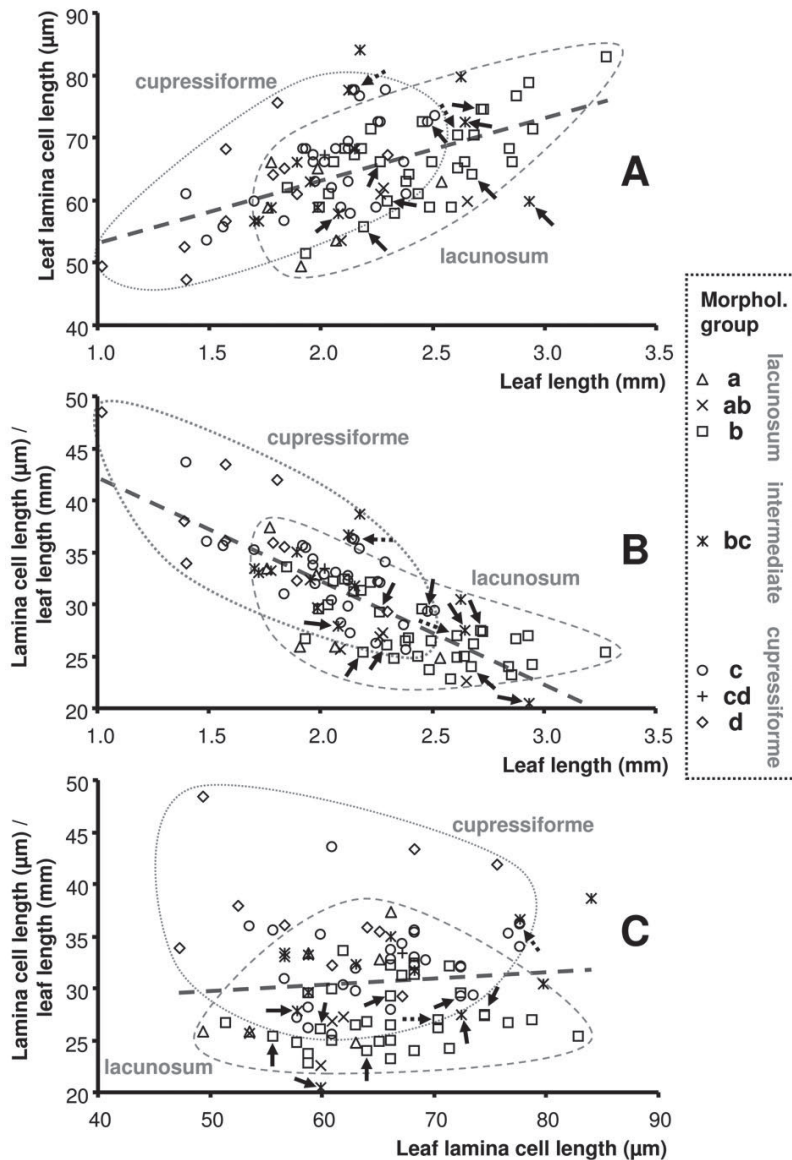 Leaf lamina cell length (µm)
90
80
70
60
50
40
cupressiforme
lacunosum
A
1.0
1.5
2.0
2.5
3.0
3.5
Leaf length (mm)
Lamina cell length (µm) /
leaf length (mm)
50
45
40
35
30
25
20
cupressiforme
lacunosum
B
1.0
1.5
2.0
2.5
3.0
3.5
Leaf length (mm)
Lamina cell length (µm) /
leaf length (mm)
50
45
40
35
30
25
20
cupressiforme
lacunosum
C
40
50
60
70
80
90
Leaf lamina cell length (µm)
Morphol.
group
a
ab
b
lacunosum
bc
intermediate
c
cd
d
cupressiforme